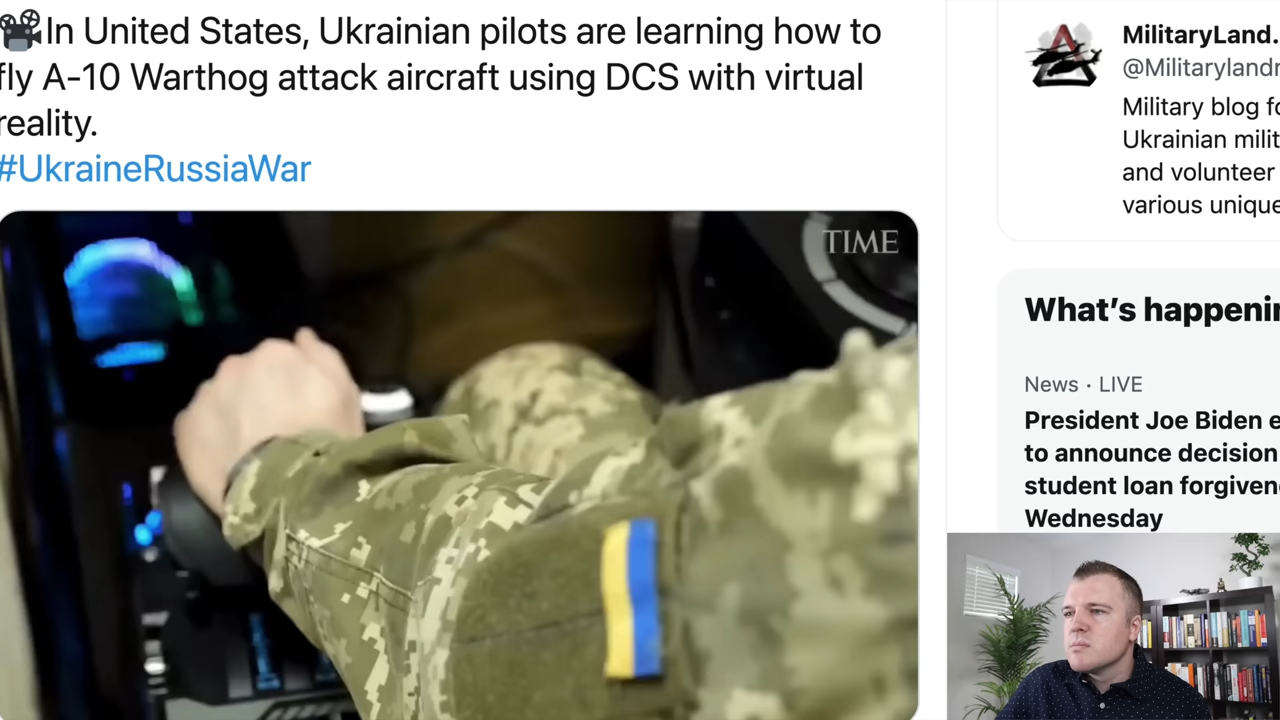 In United States, Ukrainian pilots are learning how to
fly A-10 Warthog attack aircraft using DCS with virtual
reality.
#UkraineRussiaWar
TIME
MilitaryLand.
@Militarylandn
Military blog fo
Ukrainian milit
and volunteer
various unique
What's happenin
News · LIVE
President Joe Biden e
to announce decision
student loan forgivene
Wednesday